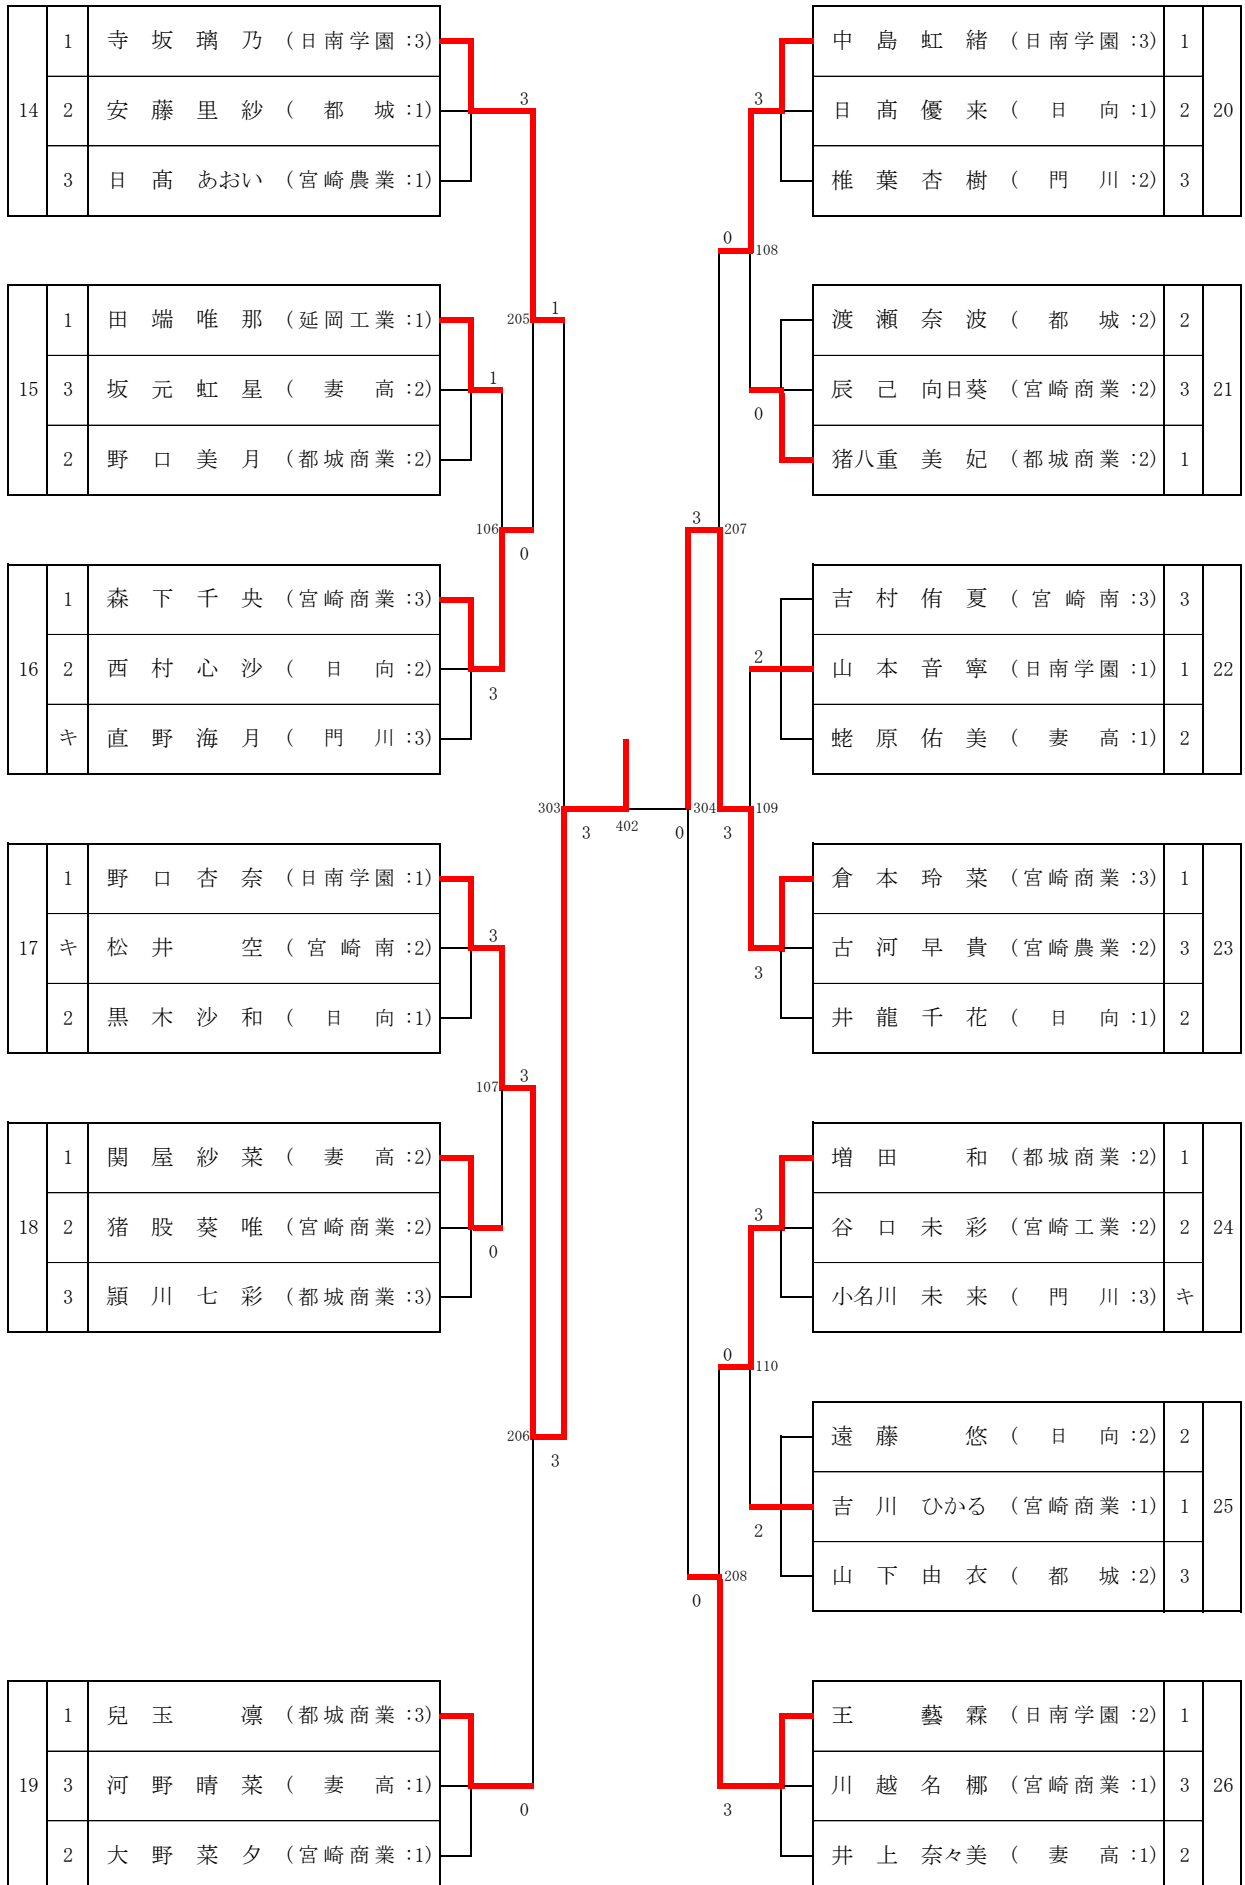 14
1 寺坂璃乃 (日南学園:3)
2 安藤里紗 (都城:1)
3 日髙あおい (宮崎農業:1)
3
15
1 田端唯那 (延岡工業:1)
3 坂元虹星 (妻高:2)
2 野口美月 (都城商業:2)
205
1
1
106
0
16
1 森下千央 (宮崎商業:3)
2 西村心沙 (日向:2)
キ 直野海月 (門川:3)
3
303
3
402
17
1 野口杏奈 (日南学園:1)
キ 松井空 (宮崎南:2)
2 黒木沙和 (日向:1)
3
107
3
18
1 関屋紗菜 (妻高:2)
2 猪股葵唯 (宮崎商業:2)
3 頴川七彩 (都城商業:3)
0
206
3
19
1 兒玉凛 (都城商業:3)
3 河野晴菜 (妻高:1)
2 大野菜夕 (宮崎商業:1)
0
中島虹緒 (日南学園:3) 1
日髙優来 (日向:1) 2
椎葉杏樹 (門川:2) 3
20
3
0
108
渡瀬奈波 (都城:2) 2
辰己向日葵 (宮崎商業:2) 3
猪八重美妃 (都城商業:2) 1
21
0
3
207
吉村侑夏 (宮崎南:3) 3
山本音寧 (日南学園:1) 1
蛯原佑美 (妻高:1) 2
22
2
304
109
0
3
倉本玲菜 (宮崎商業:3) 1
古河早貴 (宮崎農業:2) 3
井龍千花 (日向:1) 2
23
3
増田和 (都城商業:2) 1
谷口未彩 (宮崎工業:2) 2
小名川未来 (門川:3) キ
24
3
0
110
遠藤悠 (日向:2) 2
吉川ひかる (宮崎商業:1) 1
山下由衣 (都城:2) 3
25
2
208
0
王藝霖 (日南学園:2) 1
川越名梛 (宮崎商業:1) 3
井上奈々美 (妻高:1) 2
26
3